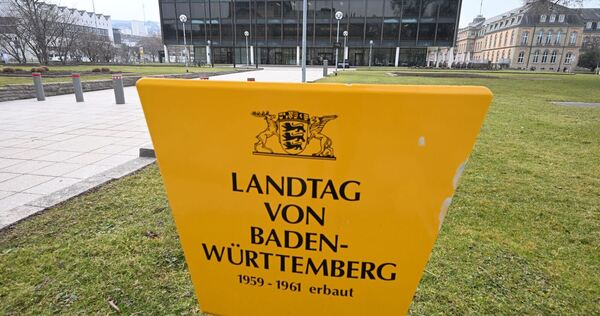 LANDTAG
VON
BADEN-
WÜRTTEMBERG
1959 - 1961 erbaut